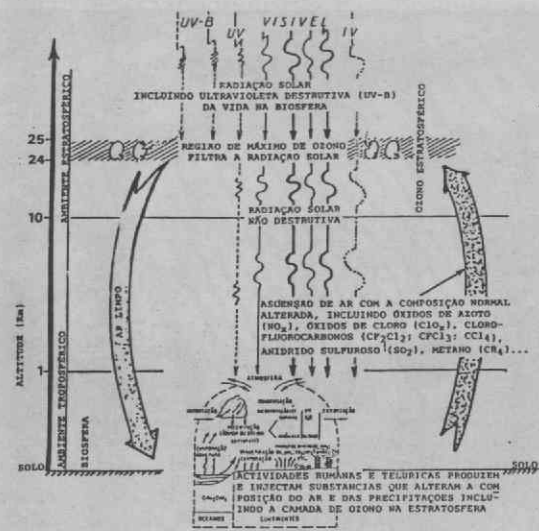 UV-B
UV
VISIVEL
IV
RADIAÇÃO SOLAR
INCLUINDO ULTRAVIOLETA DESTRUTIVA (UV-B)
DA VIDA NA BIOSFERA
25
24
REGIÃO DE MÁXIMO DE OZONO
FILTRA A RADIAÇÃO SOLAR
AMBIENTE ESTRATOSFÉRICO
OZONO ESTRATOSFÉRICO
10
RADIAÇÃO SOLAR
NÃO DESTRUTIVA
AR LIMPO
ALTITUDE (Km)
ASCENSÃO DE AR COM A COMPOSIÇÃO NORMAL
ALTERADA, INCLUINDO ÓXIDOS DE AZOTO
(NOx), ÓXIDOS DE CLORO (ClOx), CLORO-
FLUOROCARBONOS (CF2Cl2; CFCl3; CCl4),
ANIDRIDO SULFUROSO (SO2), METANO (CH4)...
1
AMBIENTE TROPOSFÉRICO
BIOSFERA
ATMOSFERA
SOLO
SOLO
OCEANOS
CONTINENTES
ACTIVIDADES HUMANAS E TELURICAS PRODUZEM
E INJECTAM SUBSTANCIAS QUE ALTERAM A COM
POSIÇÃO DO AR E DAS PRECIPITAÇÕES INCLU-
INDO A CAMADA DE OZONO NA ESTRATOSFERA